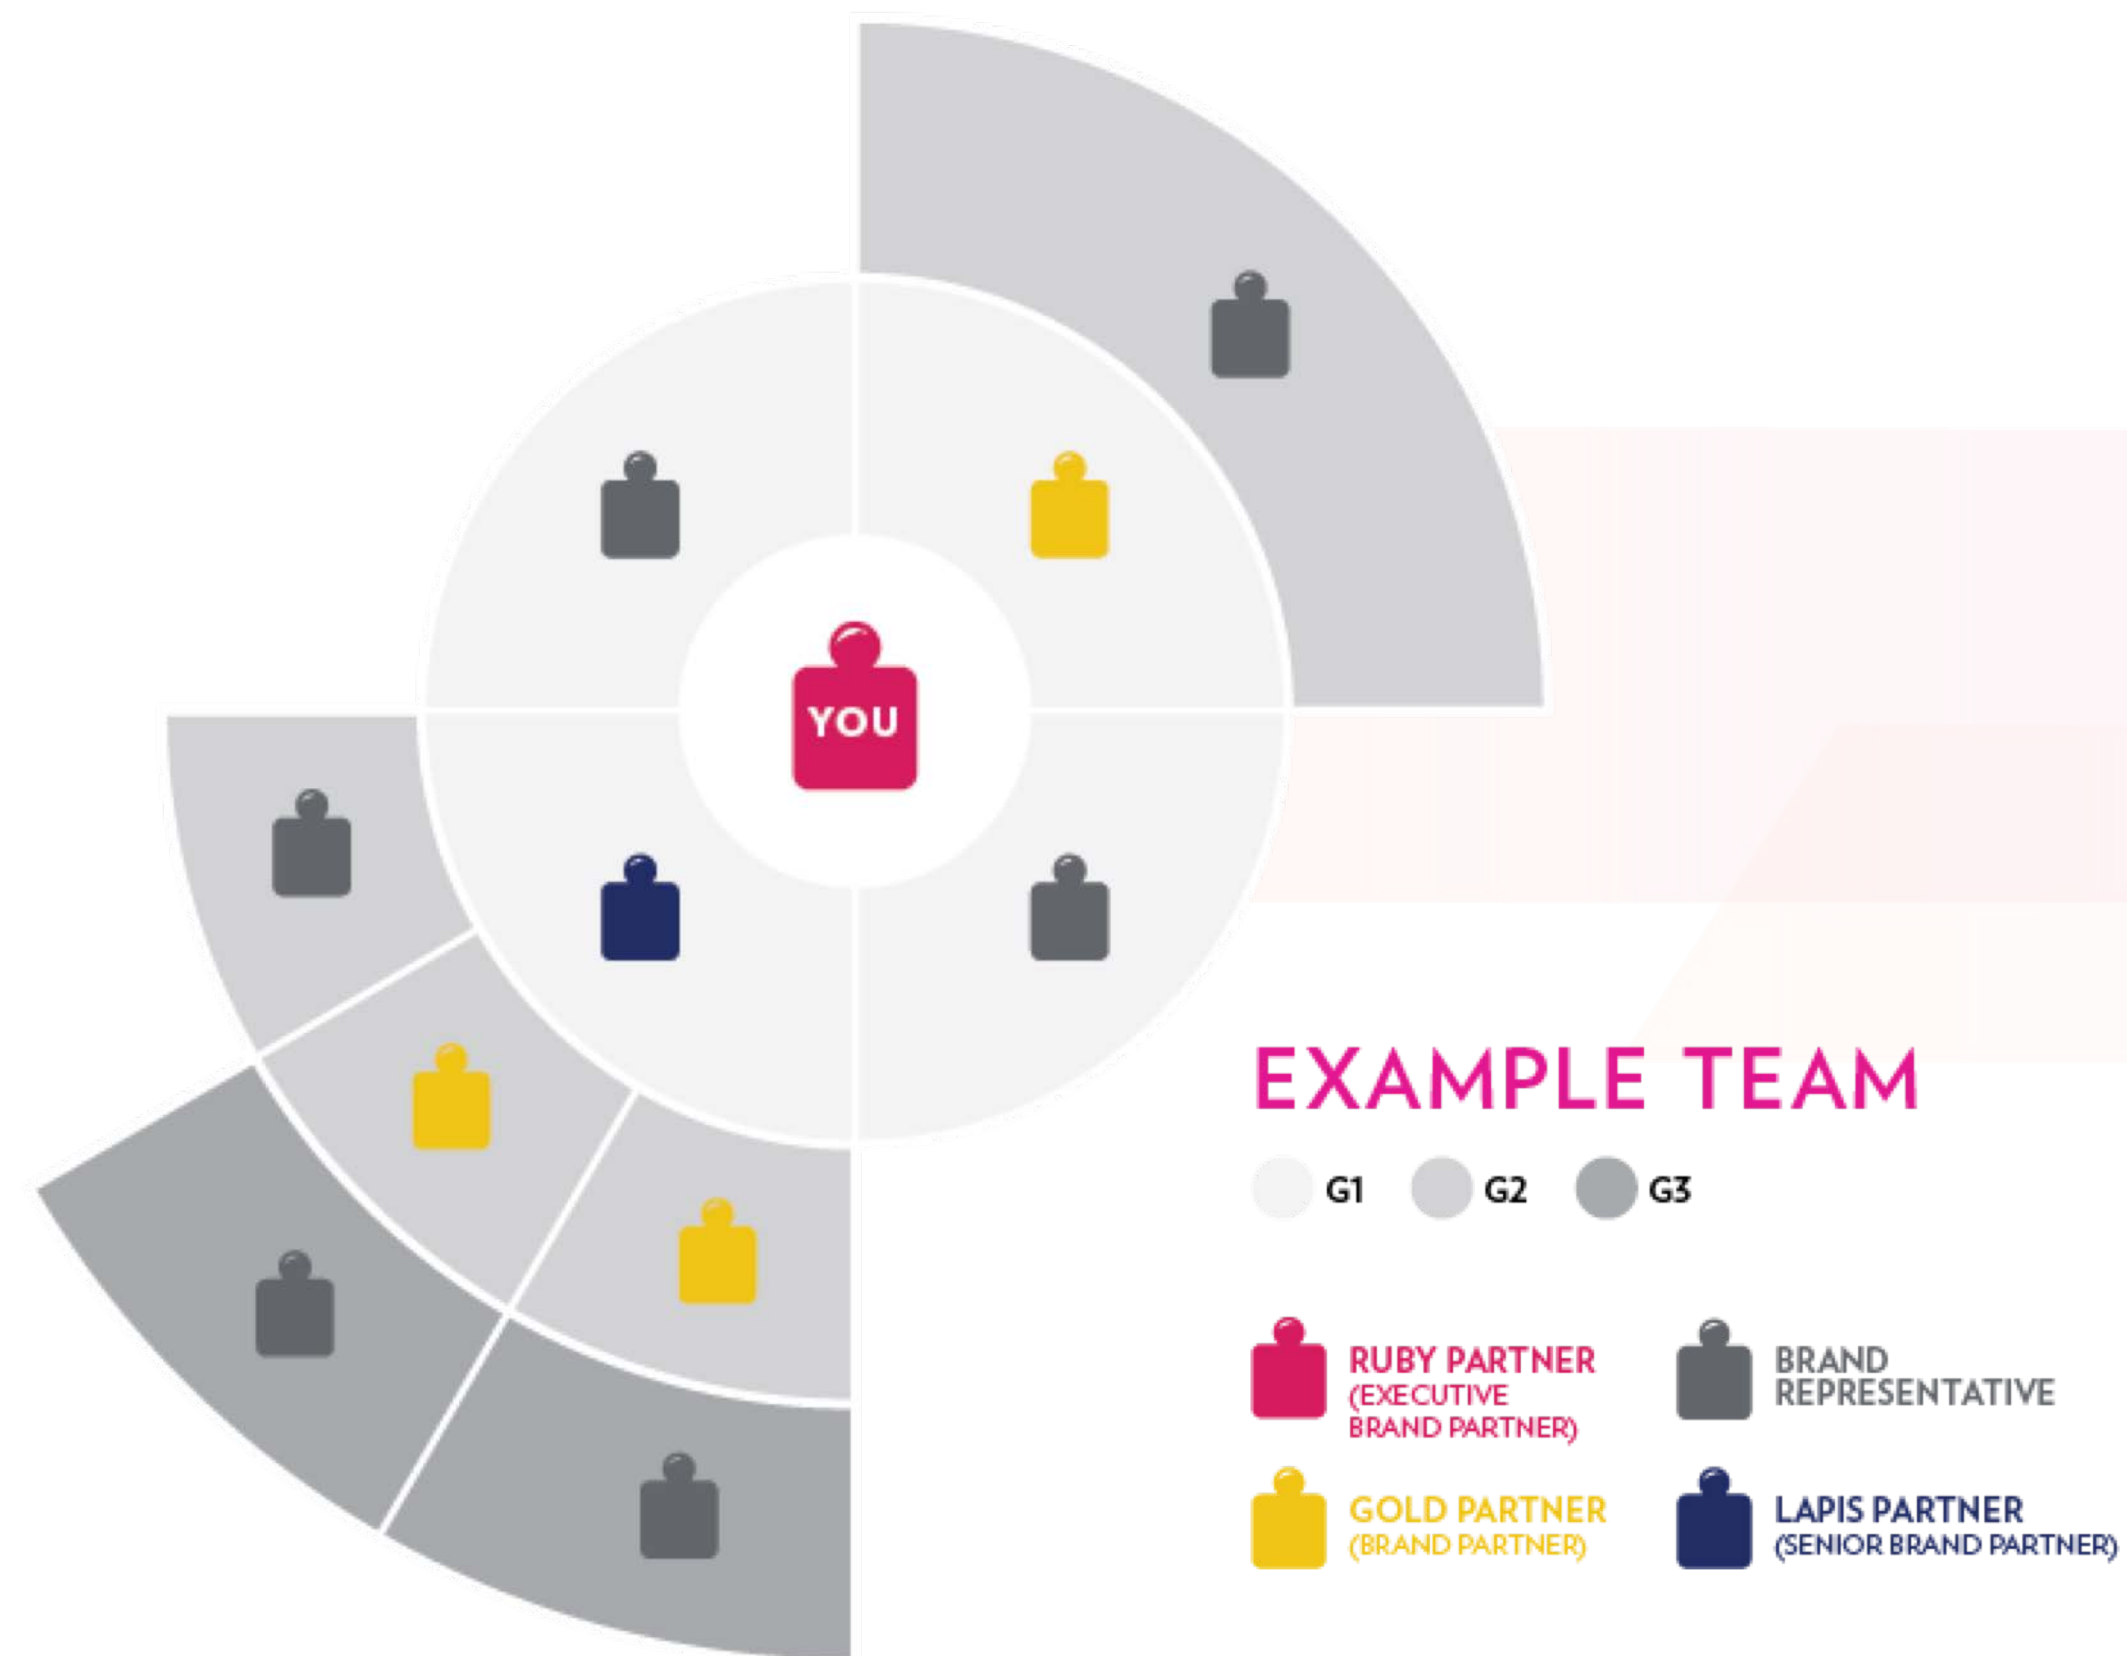 YOU
EXAMPLE TEAM
G1 G2 G3
RUBY PARTNER
(EXECUTIVE
BRAND PARTNER)
BRAND
REPRESENTATIVE
GOLD PARTNER
(BRAND PARTNER)
LAPIS PARTNER
(SENIOR BRAND PARTNER)